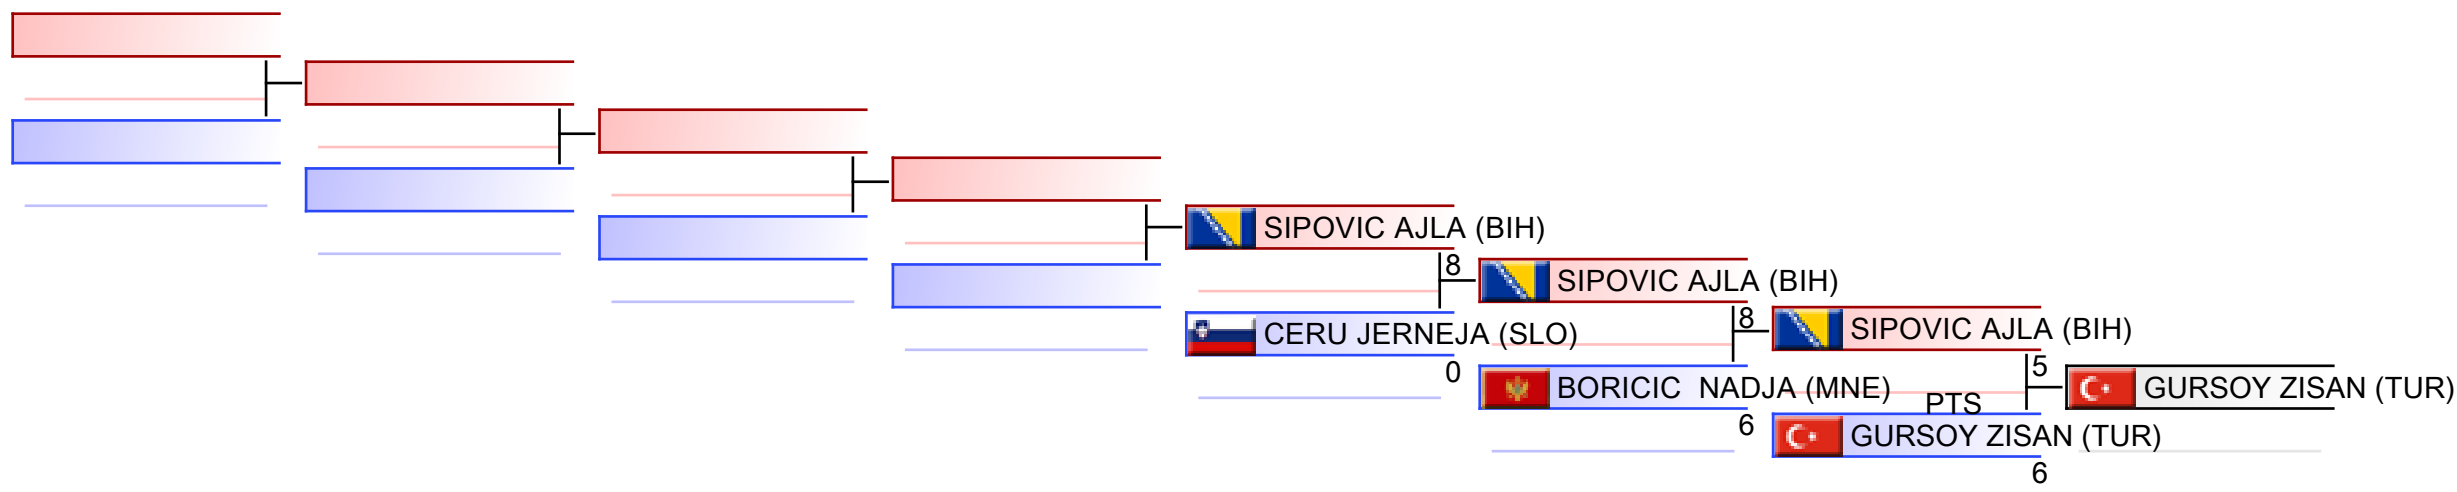 SIPOVIC AJLA (BIH)
8
SIPOVIC AJLA (BIH)
CERU JERNEJA (SLO)
0
8
SIPOVIC AJLA (BIH)
BORICIC  NADJA (MNE)
6
5
PTS
GURSOY ZISAN (TUR)
GURSOY ZISAN (TUR)
6